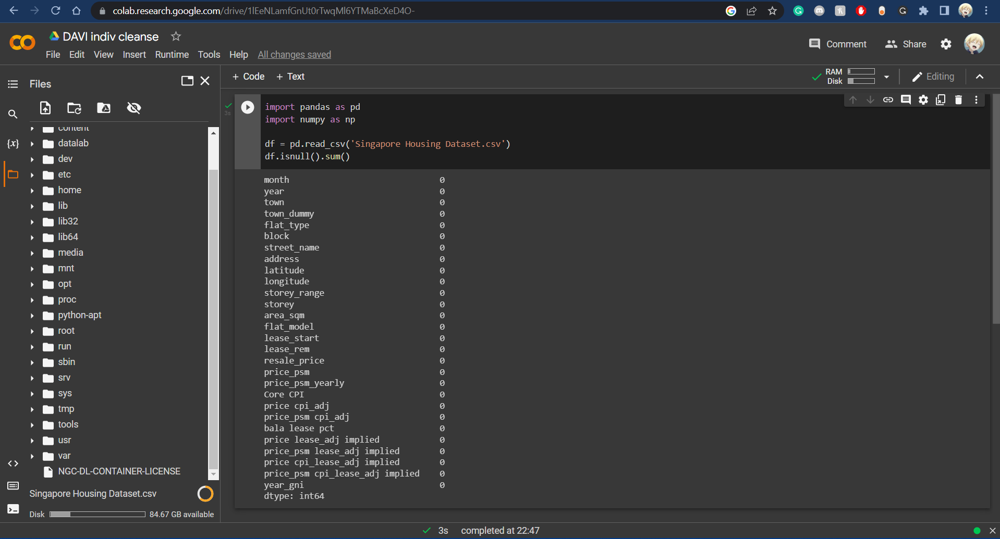 colab.research.google.com/drive/1lEeNLamfGnUt0rTwqMl6YTMaBcXeD4O-
DAVI indiv cleanse
File Edit View Insert Runtime Tools Help All changes saved
Comment Share
Files
+ Code + Text
RAM
Disk
Editing
content
datalab
dev
etc
home
lib
lib32
lib64
media
mnt
opt
proc
python-apt
root
run
sbin
srv
sys
tmp
tools
usr
var
NGC-DL-CONTAINER-LICENSE
Singapore Housing Dataset.csv
Disk 84.67 GB available
{x}
3s
import pandas as pd
import numpy as np
df = pd.read_csv('Singapore Housing Dataset.csv')
df.isnull().sum()
month 0
year 0
town 0
town_dummy 0
flat_type 0
block 0
street_name 0
address 0
latitude 0
longitude 0
storey_range 0
storey 0
area_sqm 0
flat_model 0
lease_start 0
lease_rem 0
resale_price 0
price_psm 0
price_psm_yearly 0
Core CPI 0
price cpi_adj 0
price_psm cpi_adj 0
bala lease pct 0
price lease_adj implied 0
price_psm lease_adj implied 0
price cpi_lease_adj implied 0
price_psm cpi_lease_adj implied 0
year_gni 0
dtype: int64
3s completed at 22:47